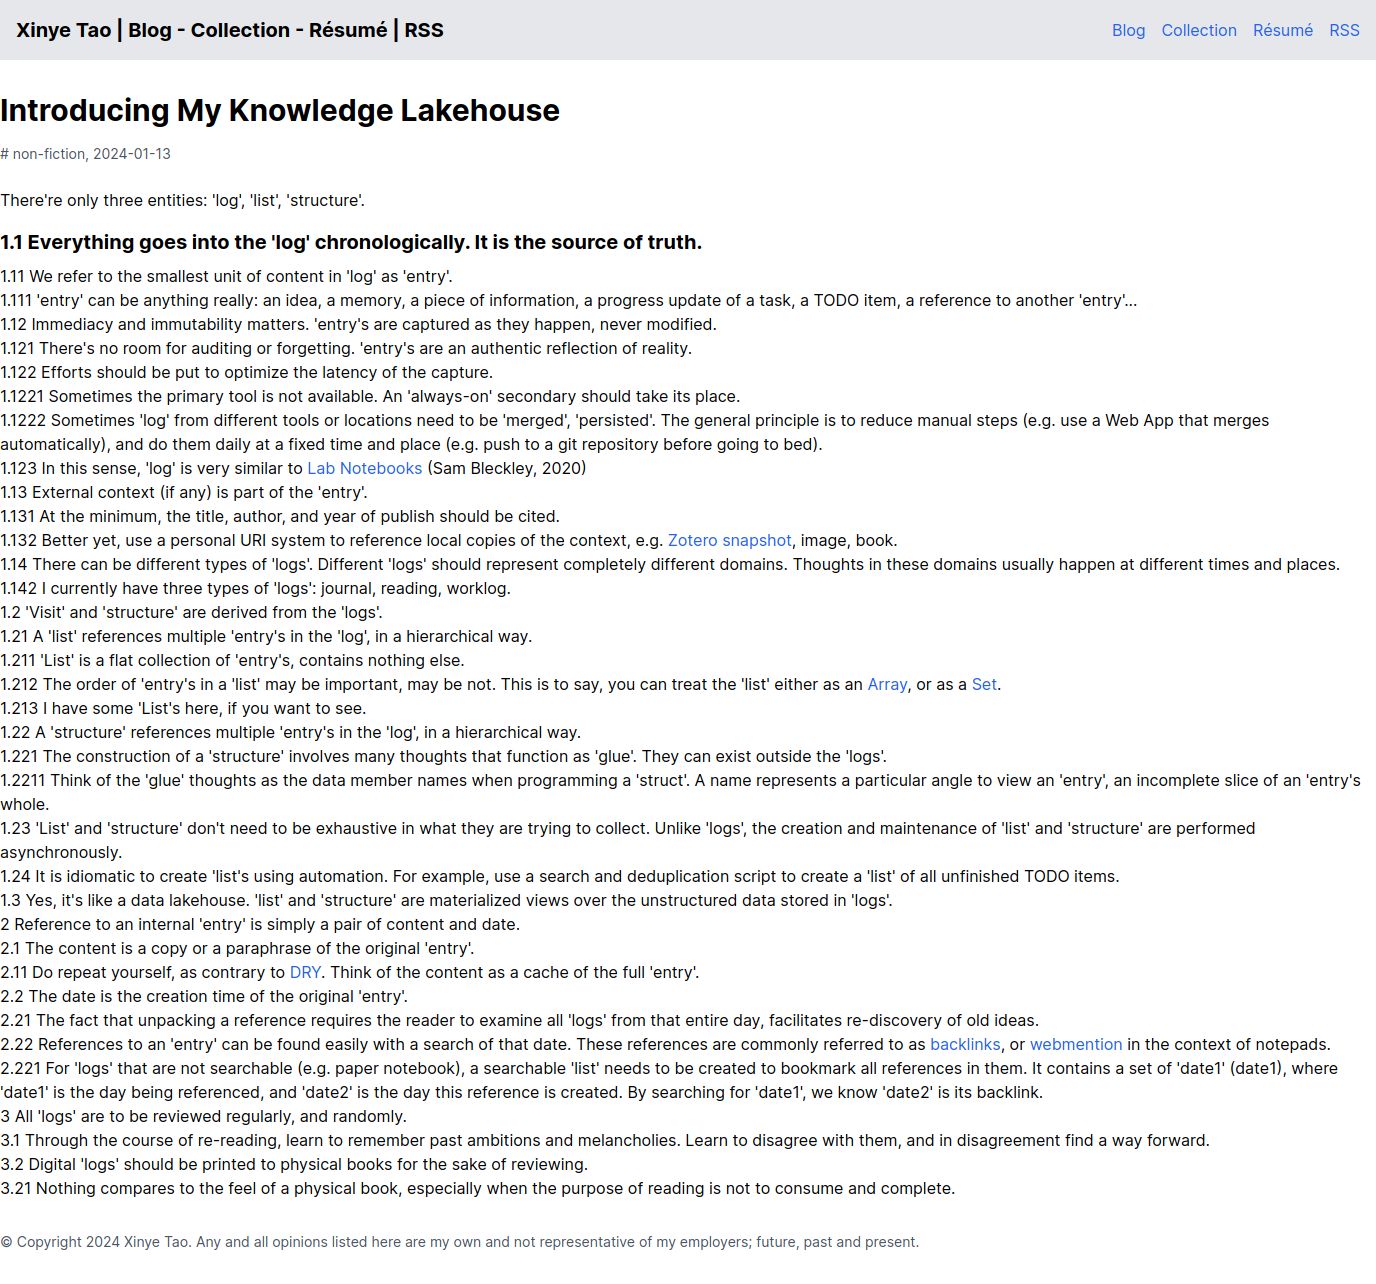 Xinye Tao | Blog - Collection - Résumé | RSS
Blog Collection Résumé RSS
Introducing My Knowledge Lakehouse
# non-fiction, 2024-01-13
There're only three entities: 'log', 'list', 'structure'.
1.1 Everything goes into the 'log' chronologically. It is the source of truth.
1.11 We refer to the smallest unit of content in 'log' as 'entry'.
1.111 'entry' can be anything really: an idea, a memory, a piece of information, a progress update of a task, a TODO item, a reference to another 'entry'...
1.12 Immediacy and immutability matters. 'entry's are captured as they happen, never modified.
1.121 There's no room for auditing or forgetting. 'entry's are an authentic reflection of reality.
1.122 Efforts should be put to optimize the latency of the capture.
1.1221 Sometimes the primary tool is not available. An 'always-on' secondary should take its place.
1.1222 Sometimes 'log' from different tools or locations need to be 'merged', 'persisted'. The general principle is to reduce manual steps (e.g. use a Web App that merges
automatically), and do them daily at a fixed time and place (e.g. push to a git repository before going to bed).
1.123 In this sense, 'log' is very similar to Lab Notebooks (Sam Bleckley, 2020)
1.13 External context (if any) is part of the 'entry'.
1.131 At the minimum, the title, author, and year of publish should be cited.
1.132 Better yet, use a personal URI system to reference local copies of the context, e.g. Zotero snapshot, image, book.
1.14 There can be different types of 'logs'. Different 'logs' should represent completely different domains. Thoughts in these domains usually happen at different times and places.
1.142 I currently have three types of 'logs': journal, reading, worklog.
1.2 'Visit' and 'structure' are derived from the 'logs'.
1.21 A 'list' references multiple 'entry's in the 'log', in a hierarchical way.
1.211 'List' is a flat collection of 'entry's, contains nothing else.
1.212 The order of 'entry's in a 'list' may be important, may be not. This is to say, you can treat the 'list' either as an Array, or as a Set.
1.213 I have some 'List's here, if you want to see.
1.22 A 'structure' references multiple 'entry's in the 'log', in a hierarchical way.
1.221 The construction of a 'structure' involves many thoughts that function as 'glue'. They can exist outside the 'logs'.
1.2211 Think of the 'glue' thoughts as the data member names when programming a 'struct'. A name represents a particular angle to view an 'entry', an incomplete slice of an 'entry's
whole.
1.23 'List' and 'structure' don't need to be exhaustive in what they are trying to collect. Unlike 'logs', the creation and maintenance of 'list' and 'structure' are performed
asynchronously.
1.24 It is idiomatic to create 'list's using automation. For example, use a search and deduplication script to create a 'list' of all unfinished TODO items.
1.3 Yes, it's like a data lakehouse. 'list' and 'structure' are materialized views over the unstructured data stored in 'logs'.
2 Reference to an internal 'entry' is simply a pair of content and date.
2.1 The content is a copy or a paraphrase of the original 'entry'.
2.11 Do repeat yourself, as contrary to DRY. Think of the content as a cache of the full 'entry'.
2.2 The date is the creation time of the original 'entry'.
2.21 The fact that unpacking a reference requires the reader to examine all 'logs' from that entire day, facilitates re-discovery of old ideas.
2.22 References to an 'entry' can be found easily with a search of that date. These references are commonly referred to as backlinks, or webmention in the context of notepads.
2.221 For 'logs' that are not searchable (e.g. paper notebook), a searchable 'list' needs to be created to bookmark all references in them. It contains a set of 'date1' (date1), where
'date1' is the day being referenced, and 'date2' is the day this reference is created. By searching for 'date1', we know 'date2' is its backlink.
3 All 'logs' are to be reviewed regularly, and randomly.
3.1 Through the course of re-reading, learn to remember past ambitions and melancholies. Learn to disagree with them, and in disagreement find a way forward.
3.2 Digital 'logs' should be printed to physical books for the sake of reviewing.
3.21 Nothing compares to the feel of a physical book, especially when the purpose of reading is not to consume and complete.
© Copyright 2024 Xinye Tao. Any and all opinions listed here are my own and not representative of my employers; future, past and present.